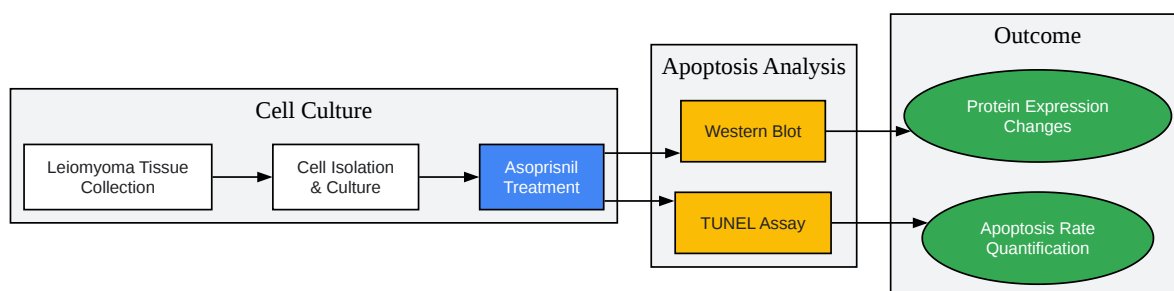 Cell Culture
Leiomyoma Tissue
Collection
Cell Isolation
& Culture
Asoprisnil
Treatment
Apoptosis Analysis
Western Blot
TUNEL Assay
Outcome
Protein Expression
Changes
Apoptosis Rate
Quantification